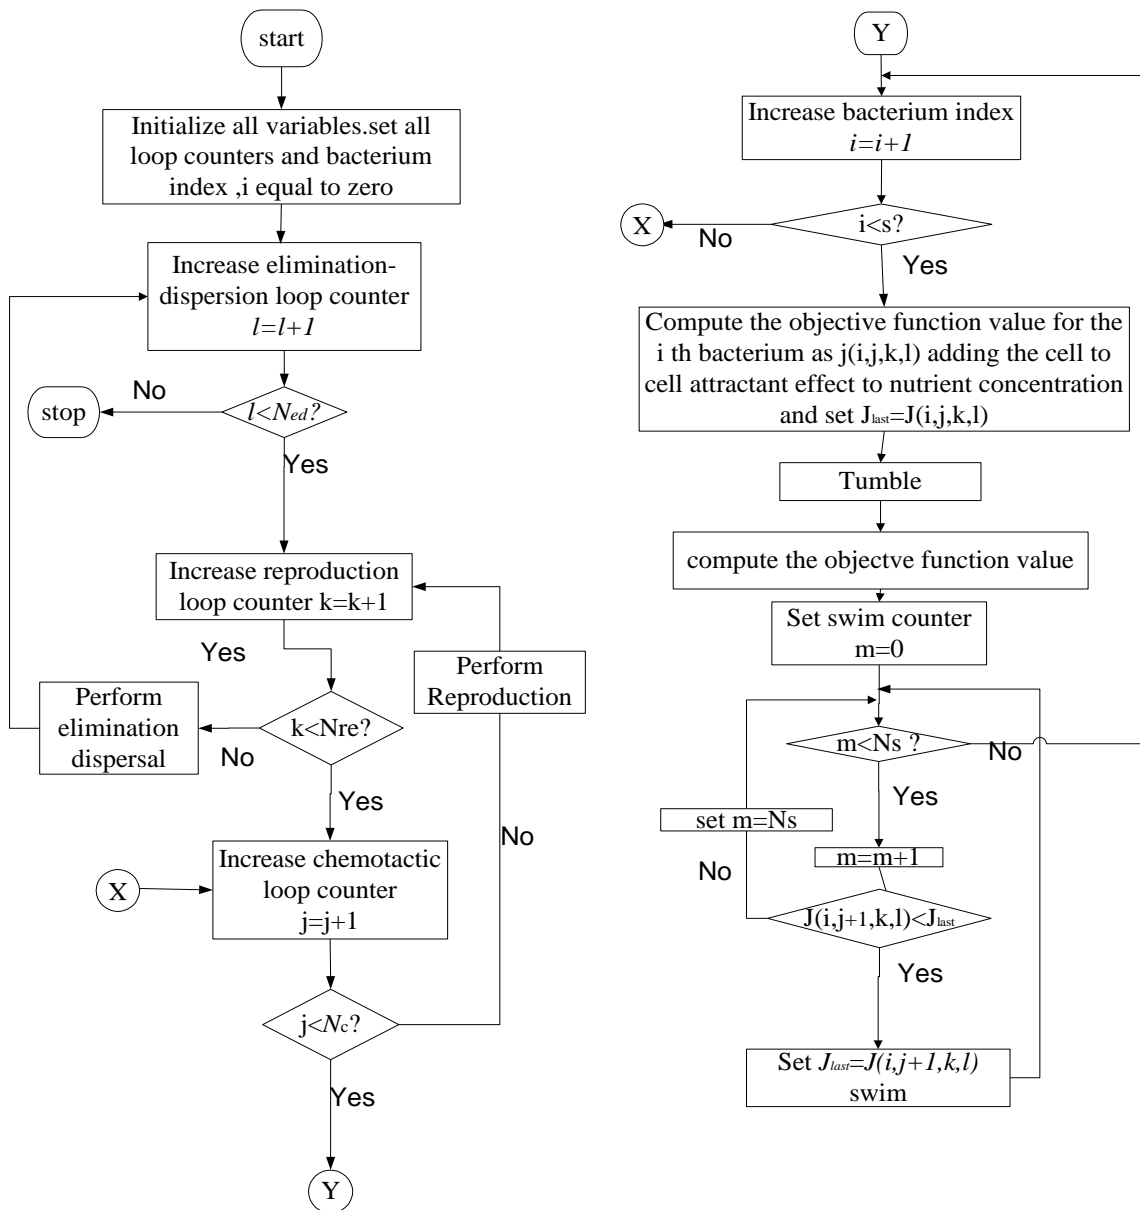 start
Initialize all variables.set all
loop counters and bacterium
index ,i equal to zero
Increase elimination-
dispersion loop counter
l=l+1
No
stop
l<Ned?
Yes
Increase reproduction
loop counter k=k+1
Yes
Perform
Reproduction
Perform
elimination
dispersal
k<Nre?
No
Yes
No
Increase chemotactic
loop counter
j=j+1
X
j<Nc?
Yes
Y
Y
Increase bacterium index
i=i+1
X
No
i<s?
Yes
Compute the objective function value for the
i th bacterium as j(i,j,k,l) adding the cell to
cell attractant effect to nutrient concentration
and set Jlast=J(i,j,k,l)
Tumble
compute the objectve function value
Set swim counter
m=0
m<Ns ?
No
Yes
set m=Ns
m=m+1
No
J(i,j+1,k,l)<Jlast
Yes
Set Jlast=J(i,j+1,k,l)
swim